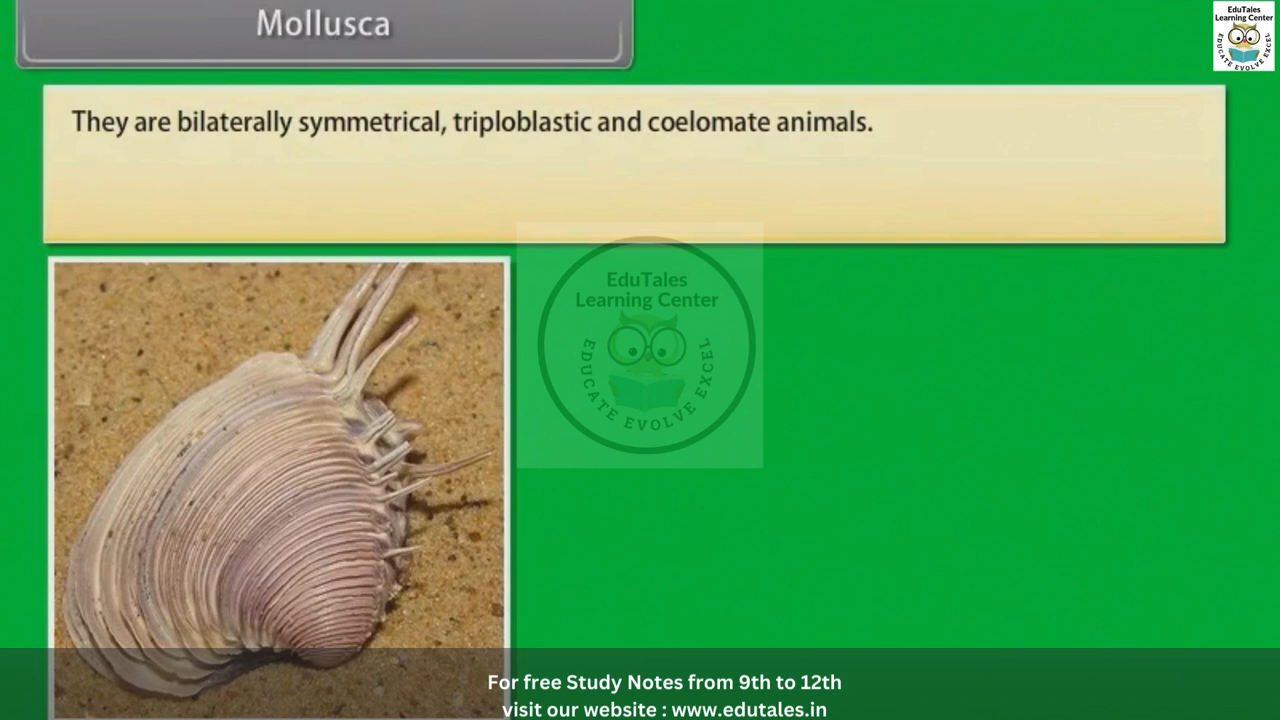 Mollusca
EduTales
Learning Center
EDUCATE EVOLVE EXCEL
They are bilaterally symmetrical, triploblastic and coelomate animals.
EduTales
Learning Center
EDUCATE EVOLVE EXCEL
For free Study Notes from 9th to 12th
visit our website : www.edutales.in